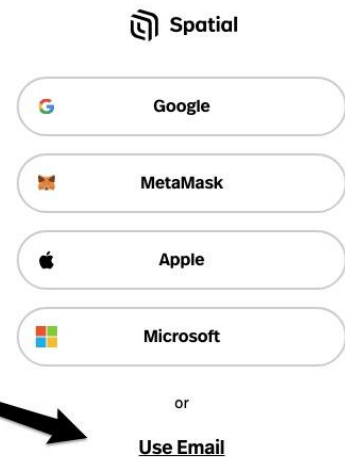 Spatial
Google
MetaMask
Apple
Microsoft
or
Use Email